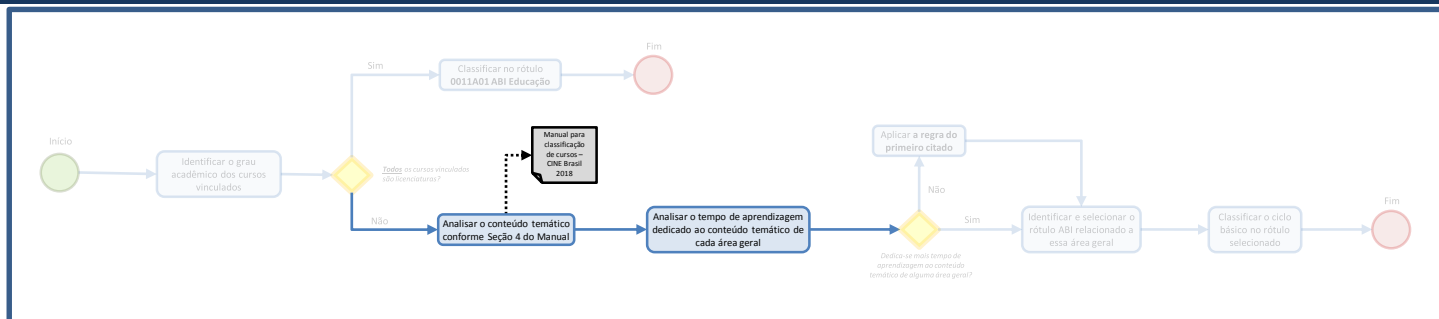 Fim
Sim
Classificar no rótulo
0011A01 ABI Educação
Manual para
classificação
de cursos –
CINE Brasil
2018
Início
Identificar o grau
acadêmico dos cursos
vinculados
Todos os cursos vinculados
são licenciaturas?
Não
Analisar o conteúdo temático
conforme Seção 4 do Manual
Analisar o tempo de aprendizagem
dedicado ao conteúdo temático de
cada área geral
Aplicar a regra do
primeiro citado
Não
Sim
Dedica-se mais tempo de
aprendizagem ao conteúdo
temático de alguma área geral?
Identificar e selecionar o
rótulo ABI relacionado a
essa área geral
Classificar o ciclo
básico no rótulo
selecionado
Fim